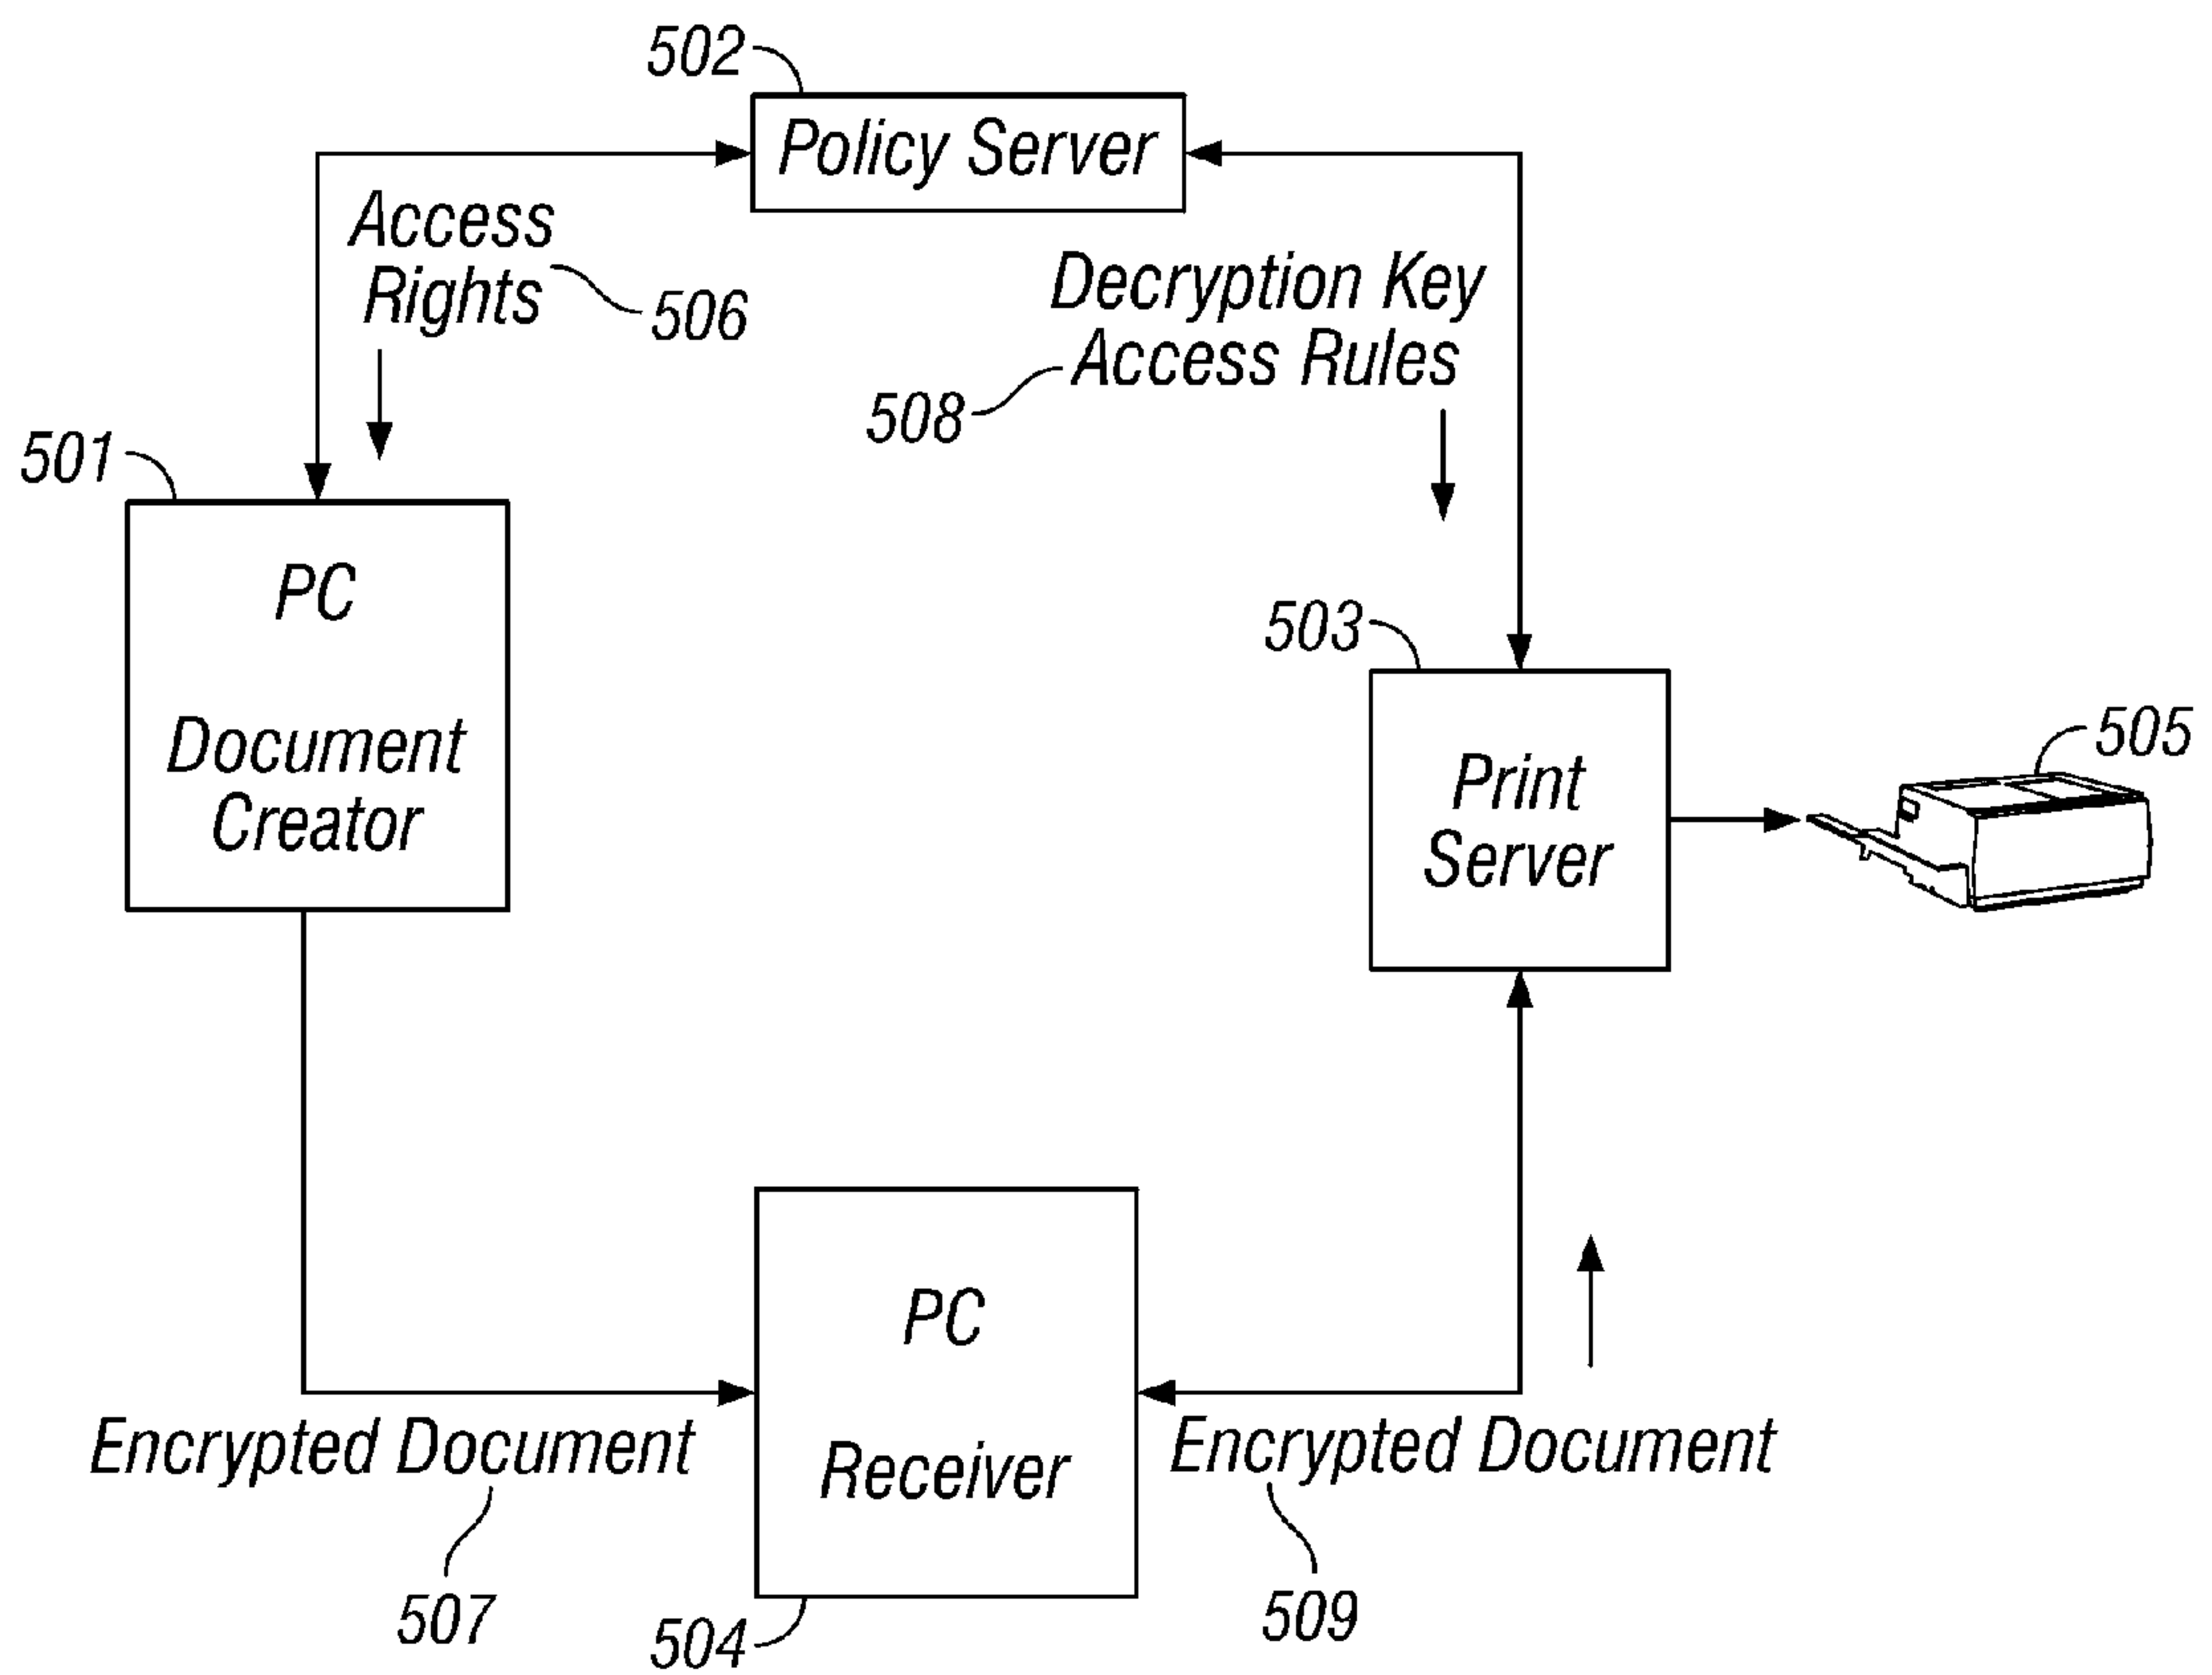 502
Policy Server
Access
Rights
506
Decryption Key
Access Rules
508
501
PC
Document
Creator
503
Print
Server
505
PC
Receiver
Encrypted Document
507
504
Encrypted Document
509